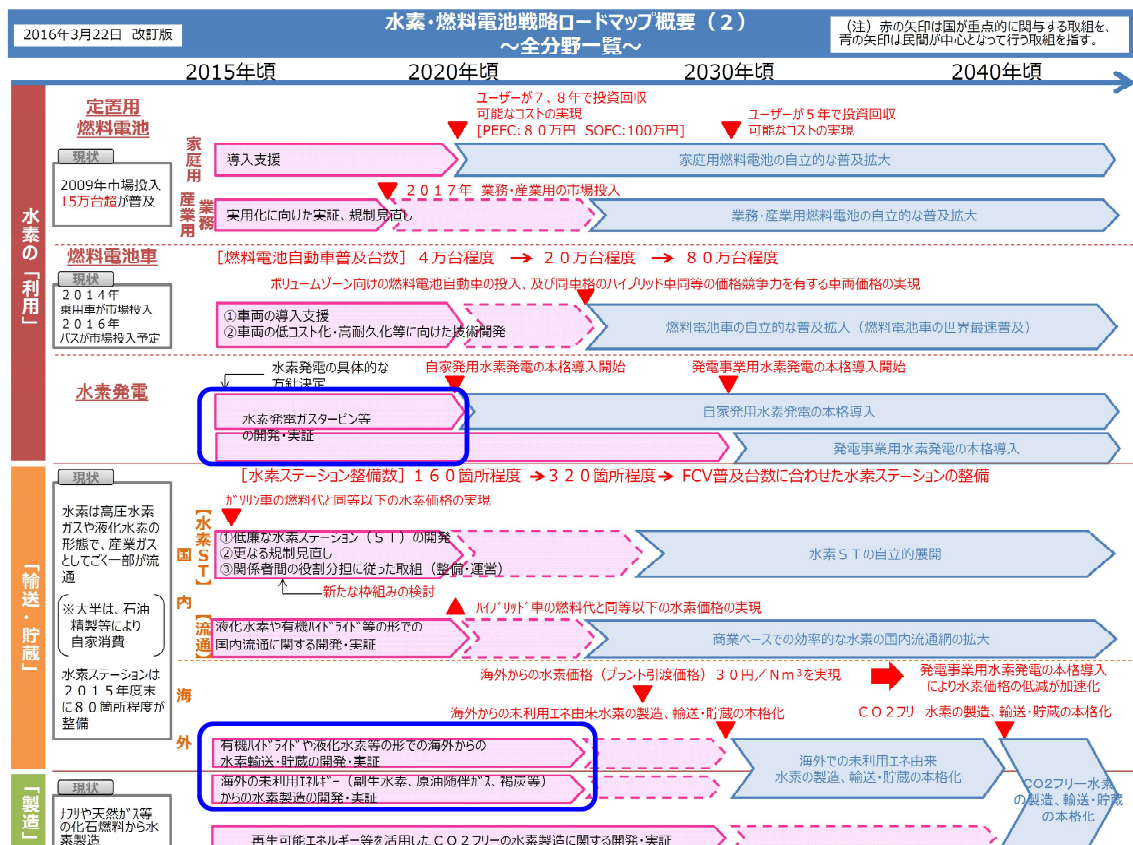 2016年3月22日 改訂版
水素・燃料電池戦略ロードマップ概要（２）
～全分野一覧～
（注）赤の矢印は国が重点的に関与する取組を、
青の矢印は民間が中心となって行う取組を指す。
2015年頃
2020年頃
2030年頃
2040年頃
水素の「利用」
定置用
燃料電池
現状
2009年市場投入
15万台超が普及
家庭用
ユーザーが７、８年で投資回収
可能なコストの実現
[PEFC:８０万円 SOFC:100万円]
ユーザーが５年で投資回収
可能なコストの実現
導入支援
家庭用燃料電池の自立的な普及拡大
業務
産業用
２０１７年 業務・産業用の市場投入
実用化に向けた実証、規制見直し
業務・産業用燃料電池の自立的な普及拡大
燃料電池車
現状
２０１４年
乗用車が市場投入
２０１６年
バスが市場投入予定
[燃料電池自動車普及台数] ４万台程度 → ２０万台程度 → ８０万台程度
ボリュームゾーン向けの燃料電池自動車の投入、及び同車格のハイブリッド車同等の価格競争力を有する車両価格の実現
①車両の導入支援
②車両の低コスト化・高耐久化等に向けた技術開発
燃料電池車の自立的な普及拡大（燃料電池車の世界最速普及）
水素発電
水素発電の具体的な
方針決定
自家発用水素発電の本格導入開始
発電事業用水素発電の本格導入開始
水素発電ガスタービン等
の開発・実証
自家発用水素発電の本格導入
発電事業用水素発電の本格導入
「輸送・貯蔵」
現状
水素は高圧水素
ガスや液化水素の
形態で、産業ガス
としてごく一部が流
通
※大半は、石油
精製等により
自家消費
水素ステーションは
２０１５年度末
に８０箇所程度が
整備
国内
【水素ＳＴ】
[水素ステーション整備数] １６０箇所程度 →３２０箇所程度→ FCV普及台数に合わせた水素ステーションの整備
ガソリン車の燃料代と同等以下の水素価格の実現
①低廉な水素ステーション（ＳＴ）の開発
②更なる規制見直し
③関係者間の役割分担に従った取組（整備・運営）
水素ＳＴの自立的展開
新たな枠組みの検討
ハイブリッド車の燃料代と同等以下の水素価格の実現
【流通】
液化水素や有機ハイドライド等の形での
国内流通に関する開発・実証
商業ベースでの効率的な水素の国内流通網の拡大
海外
海外からの水素価格（プラント引渡価格）３０円／Ｎｍ³を実現
発電事業用水素発電の本格導入
により水素価格の低減が加速化
海外からの未利用エネ由来水素の製造、輸送・貯蔵の本格化
ＣＯ２フリー水素の製造、輸送・貯蔵の本格化
有機ハイドライドや液化水素等の形での海外からの
水素輸送・貯蔵の開発・実証
海外での未利用エネ由来
水素の製造、輸送・貯蔵の本格化
「製造」
現状
ナフサや天然ガス等
の化石燃料から水
素製造
海外の未利用エネルギー（副生水素、原油随伴ガス、褐炭等）
からの水素製造の開発・実証
CO2フリー水素
の製造、輸送・貯蔵
の本格化
再生可能エネルギー等を活用したＣＯ２フリーの水素製造に関する開発・実証